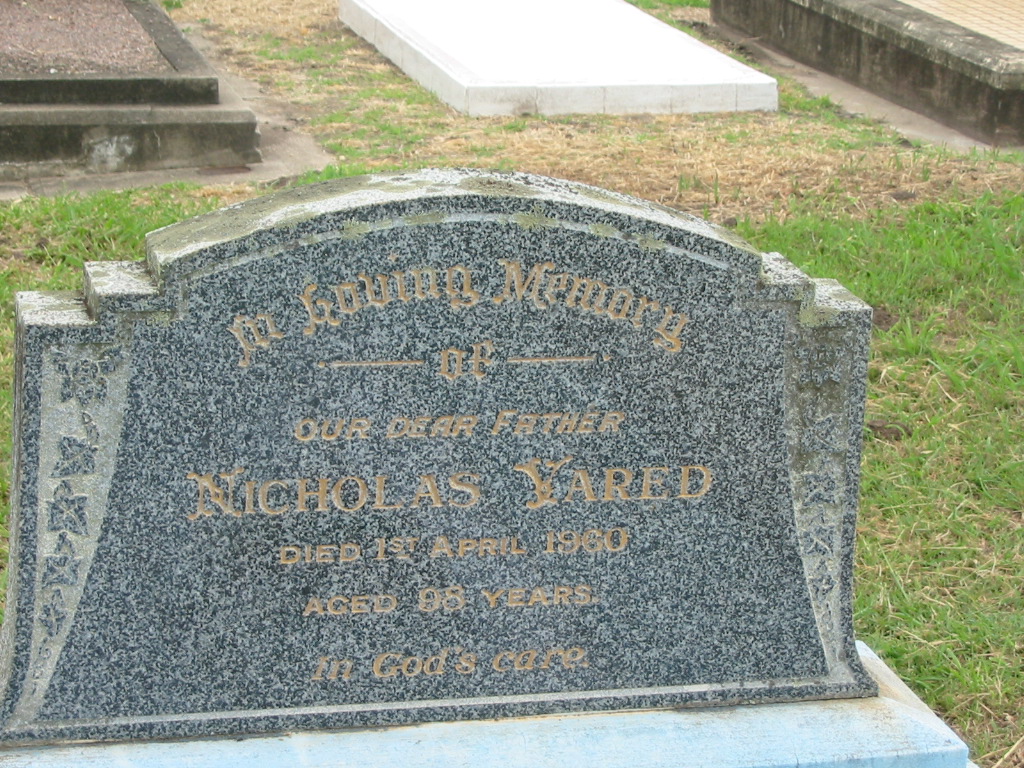 In Loving Memory
of
OUR DEAR FATHER
NICHOLAS YARED
DIED 1ST APRIL 1960
AGED 98 YEARS.
In God's care.